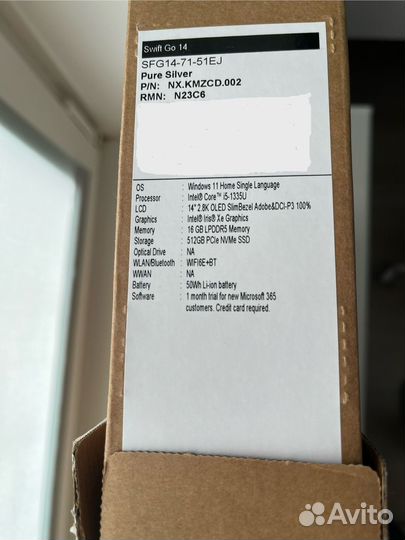 Swift Go 14
SFG14-71-51EJ
Pure Silver
P/N: NX.KMZCD.002
RMN: N23C6
OS : Windows 11 Home Single Language
Processor : Intel® Core™ i5-1335U
LCD : 14" 2.8K OLED SlimBezel Adobe&DCI-P3 100%
Graphics : Intel® Iris® Xe Graphics
Memory : 16 GB LPDDR5 Memory
Storage : 512GB PCIe NVMe SSD
Optical Drive : NA
WLAN/Bluetooth : WIFI6E+BT
WWAN : NA
Battery : 50Wh Li-ion battery
Software : 1 month trial for new Microsoft 365
customers. Credit card required.
Avito